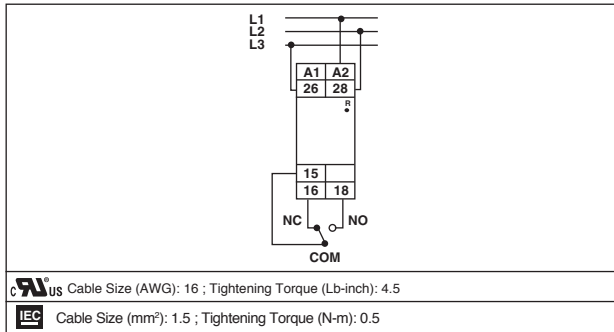 L1
L2
L3
A1 A2
26 28
R
15
16 18
NC NO
COM
c RU ® US Cable Size (AWG): 16 ; Tightening Torque (Lb-inch): 4.5
IEC Cable Size (mm²): 1.5 ; Tightening Torque (N-m): 0.5